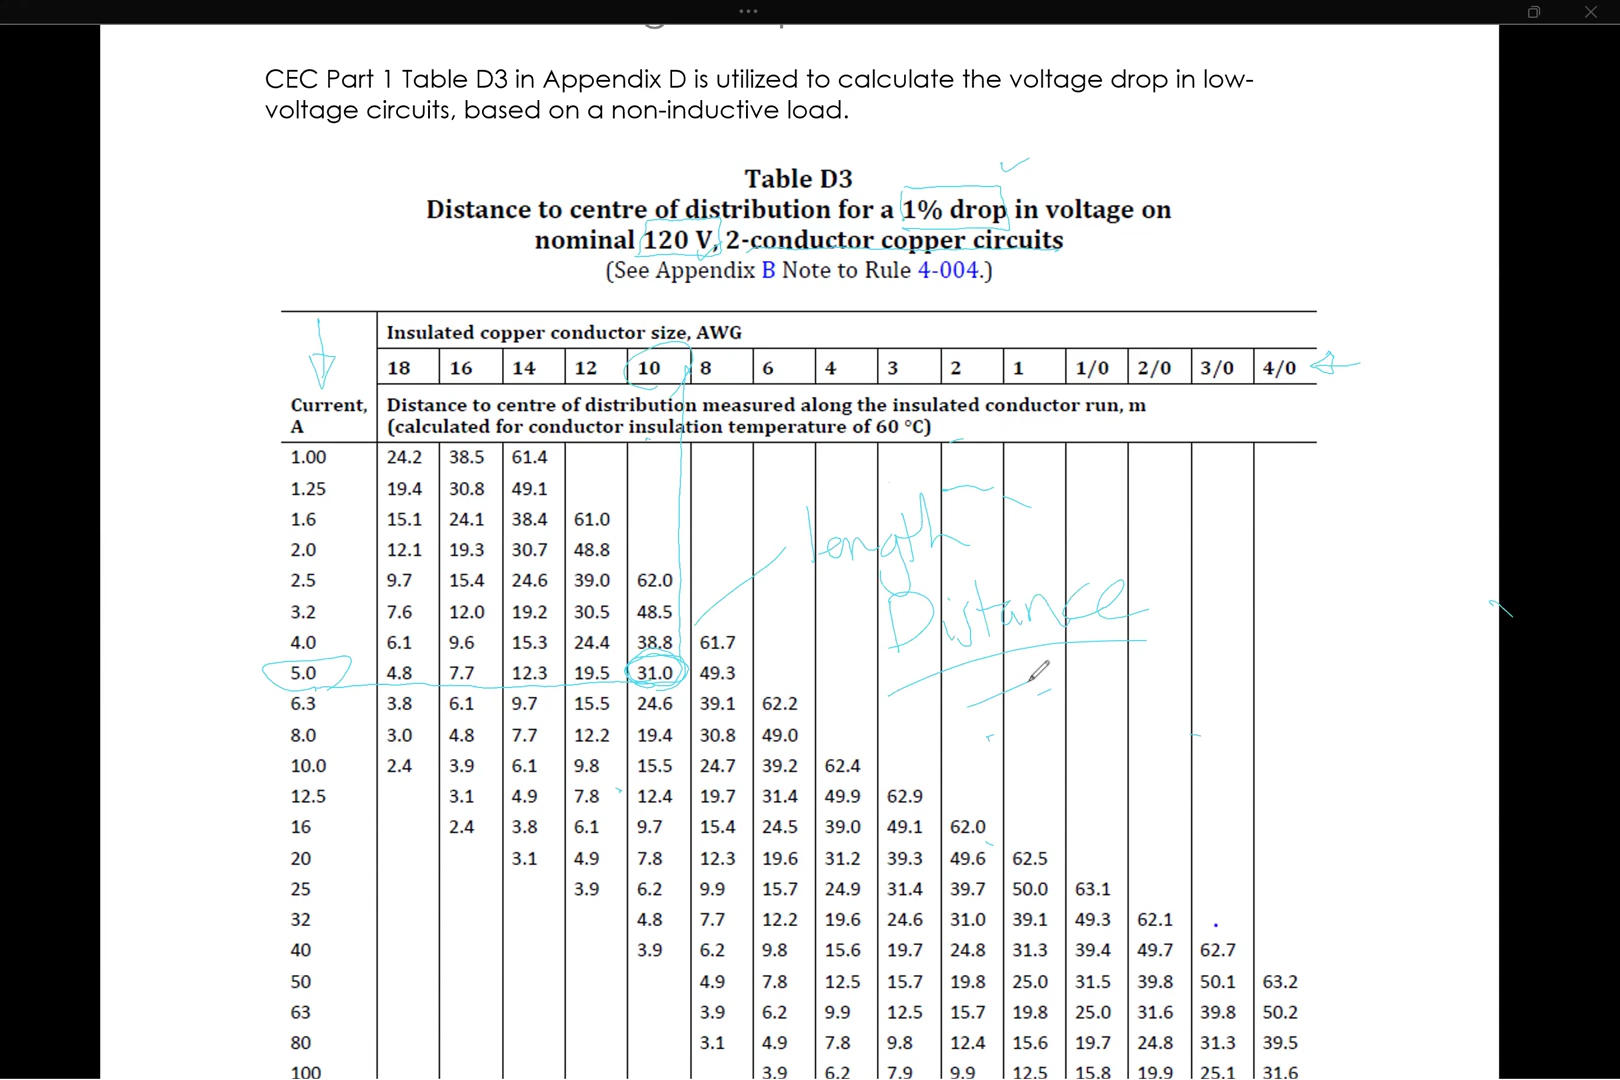 CEC Part 1 Table D3 in Appendix D is utilized to calculate the voltage drop in low-
voltage circuits, based on a non-inductive load.
Table D3
Distance to centre of distribution for a 1% drop in voltage on
nominal 120 V, 2-conductor copper circuits
(See Appendix B Note to Rule 4-004.)
Insulated copper conductor size, AWG
18 16 14 12 10 8 6 4 3 2 1 1/0 2/0 3/0 4/0
Current, Distance to centre of distribution measured along the insulated conductor run, m
A (calculated for conductor insulation temperature of 60 °C)
1.00 24.2 38.5 61.4
1.25 19.4 30.8 49.1
1.6 15.1 24.1 38.4 61.0
length
2.0 12.1 19.3 30.7 48.8
2.5 9.7 15.4 24.6 39.0 62.0
Distance
3.2 7.6 12.0 19.2 30.5 48.5
4.0 6.1 9.6 15.3 24.4 38.8 61.7
5.0 4.8 7.7 12.3 19.5 31.0 49.3
6.3 3.8 6.1 9.7 15.5 24.6 39.1 62.2
8.0 3.0 4.8 7.7 12.2 19.4 30.8 49.0
10.0 2.4 3.9 6.1 9.8 15.5 24.7 39.2 62.4
12.5 3.1 4.9 7.8 12.4 19.7 31.4 49.9 62.9
16 2.4 3.8 6.1 9.7 15.4 24.5 39.0 49.1 62.0
20 3.1 4.9 7.8 12.3 19.6 31.2 39.3 49.6 62.5
25 3.9 6.2 9.9 15.7 24.9 31.4 39.7 50.0 63.1
32 4.8 7.7 12.2 19.6 24.6 31.0 39.1 49.3 62.1
40 3.9 6.2 9.8 15.6 19.7 24.8 31.3 39.4 49.7 62.7
50 4.9 7.8 12.5 15.7 19.8 25.0 31.5 39.8 50.1 63.2
63 3.9 6.2 9.9 12.5 15.7 19.8 25.0 31.6 39.8 50.2
80 3.1 4.9 7.8 9.8 12.4 15.6 19.7 24.8 31.3 39.5
100 3.9 6.2 7.9 9.9 12.5 15.8 19.9 25.1 31.6